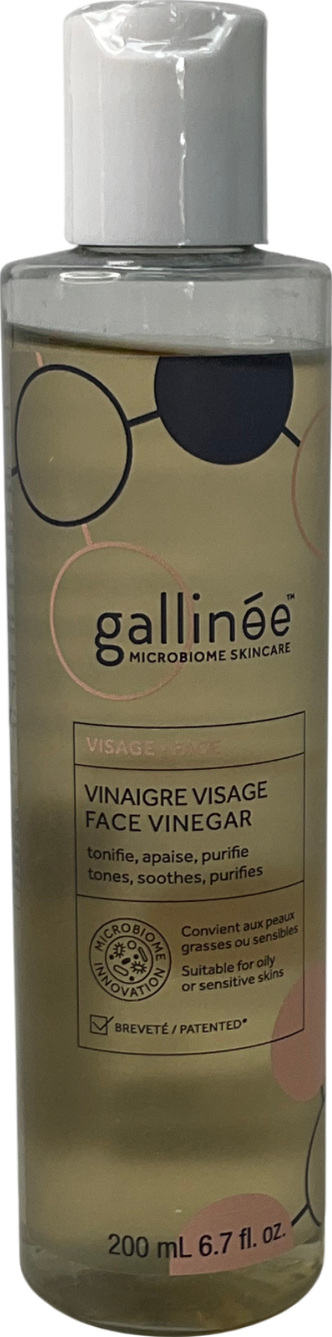 gallinée™
MICROBIOME SKINCARE
VISAGE - FACE
VINAIGRE VISAGE
FACE VINEGAR
tonifie, apaise, purifie
tones, soothes, purifies
MICROBIOME
INNOVATION
Convient aux peaux
grasses ou sensibles
Suitable for oily
or sensitive skins
BREVETÉ / PATENTED*
200 mL 6.7 fl. oz.